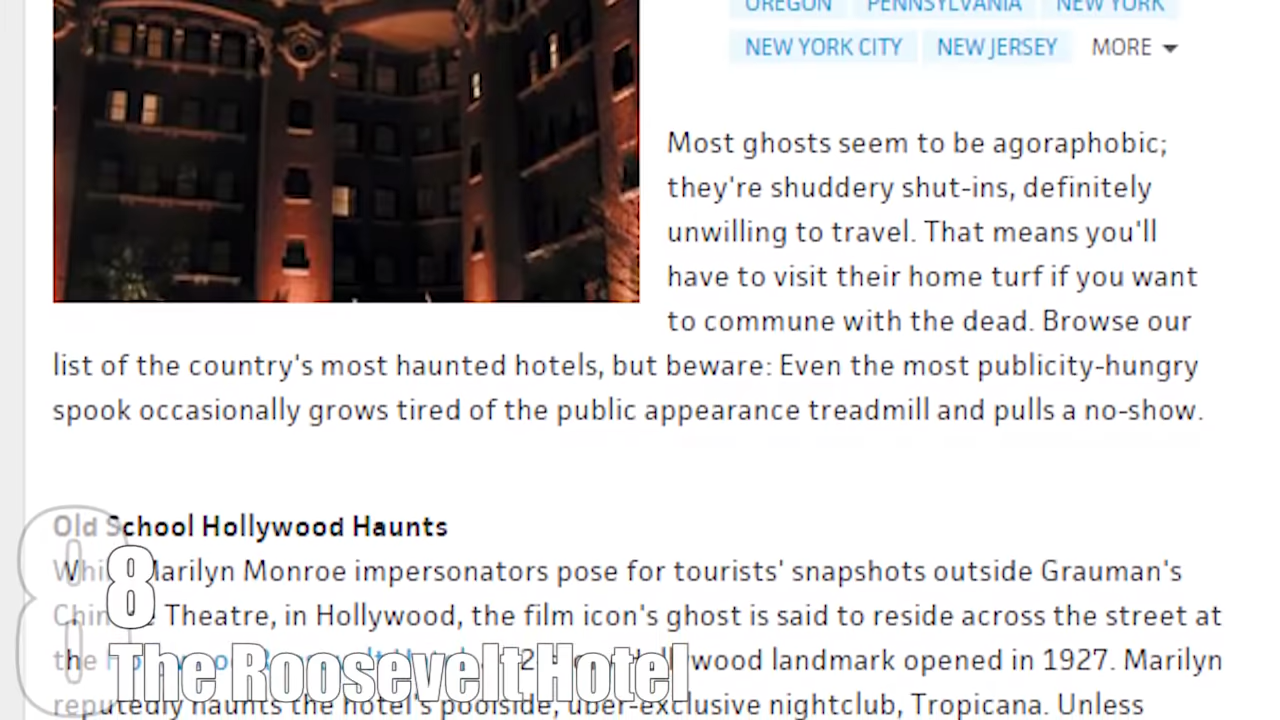 OREGON PENNSYLVANIA NEW YORK
NEW YORK CITY NEW JERSEY MORE
Most ghosts seem to be agoraphobic;
they're shuddery shut-ins, definitely
unwilling to travel. That means you'll
have to visit their home turf if you want
to commune with the dead. Browse our
list of the country's most haunted hotels, but beware: Even the most publicity-hungry
spook occasionally grows tired of the public appearance treadmill and pulls a no-show.
Old School Hollywood Haunts
Marilyn Monroe impersonators pose for tourists' snapshots outside Grauman's
Theatre, in Hollywood, the film icon's ghost is said to reside across the street at
the landmark opened in 1927. Marilyn
reputedly haunts the hotel's poolside, uber-exclusive nightclub, Tropicana. Unless
8
8
The Roosevelt Hotel